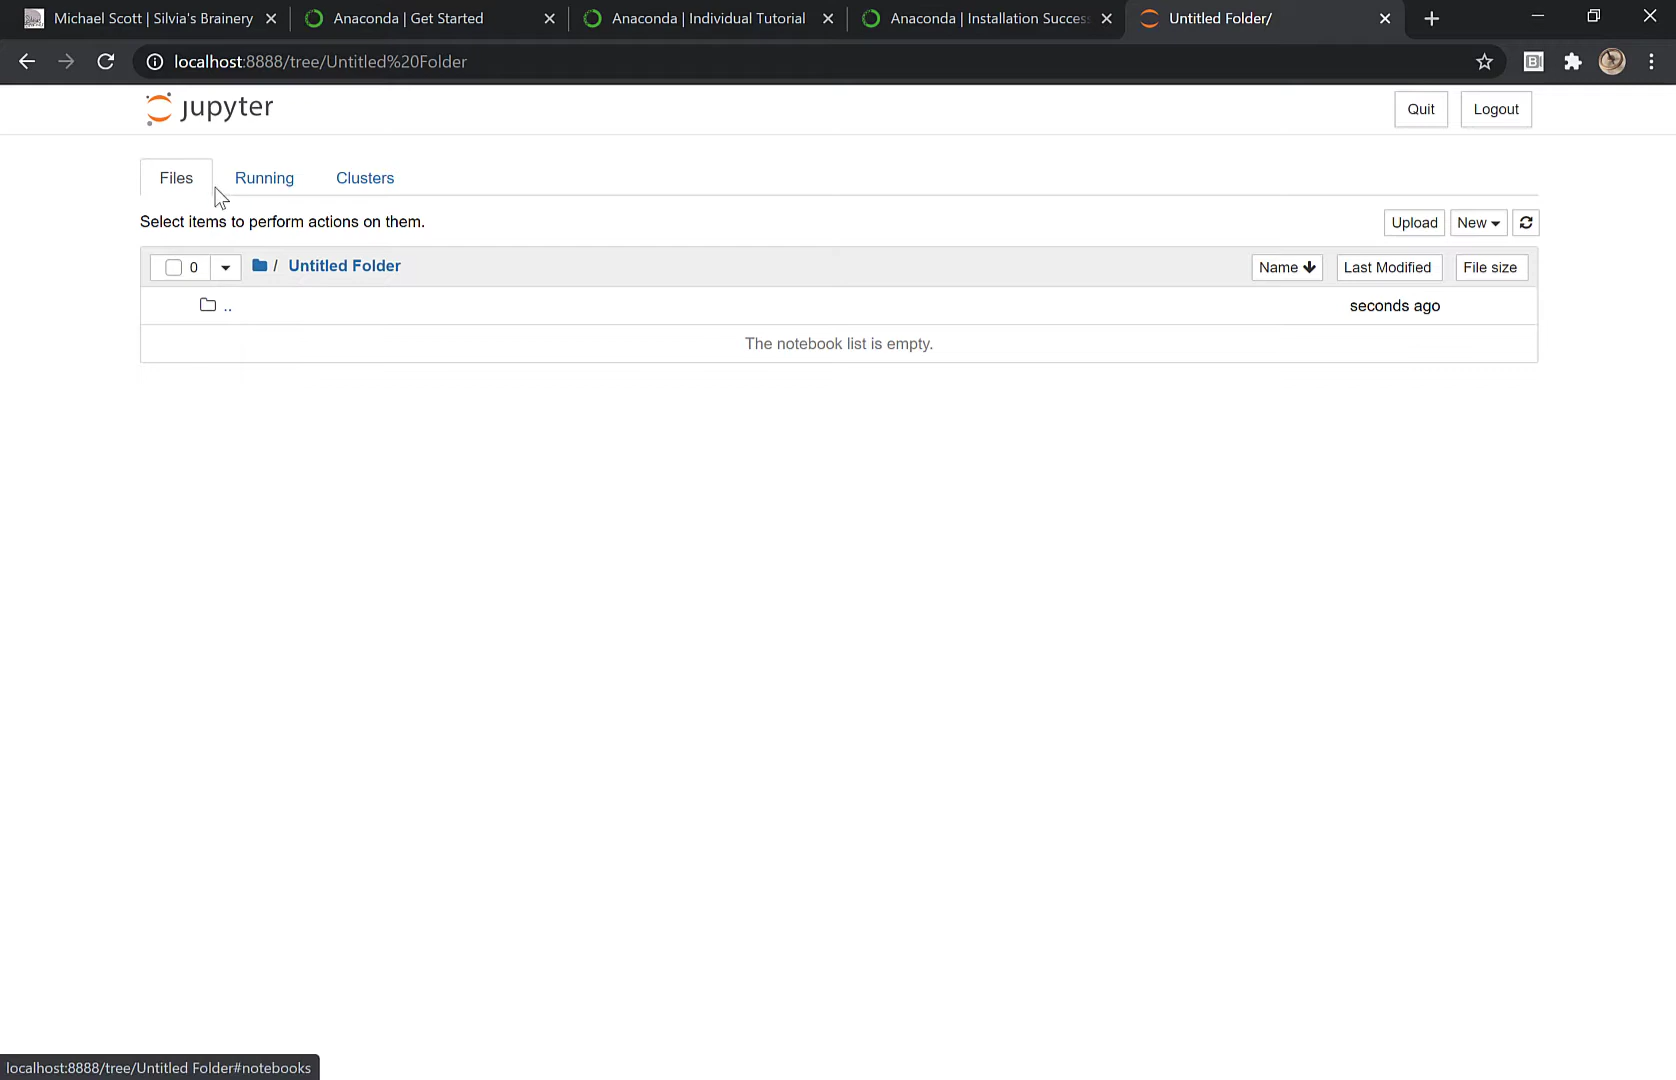 Michael Scott | Silvia's Brainery
Anaconda | Get Started
Anaconda | Individual Tutorial
Anaconda | Installation Success
Untitled Folder/
localhost:8888/tree/Untitled%20Folder
B
jupyter
Quit
Logout
Files
Running
Clusters
Select items to perform actions on them.
Upload
New
0
/ Untitled Folder
Name
Last Modified
File size
..
seconds ago
The notebook list is empty.
localhost:8888/tree/Untitled Folder#notebooks